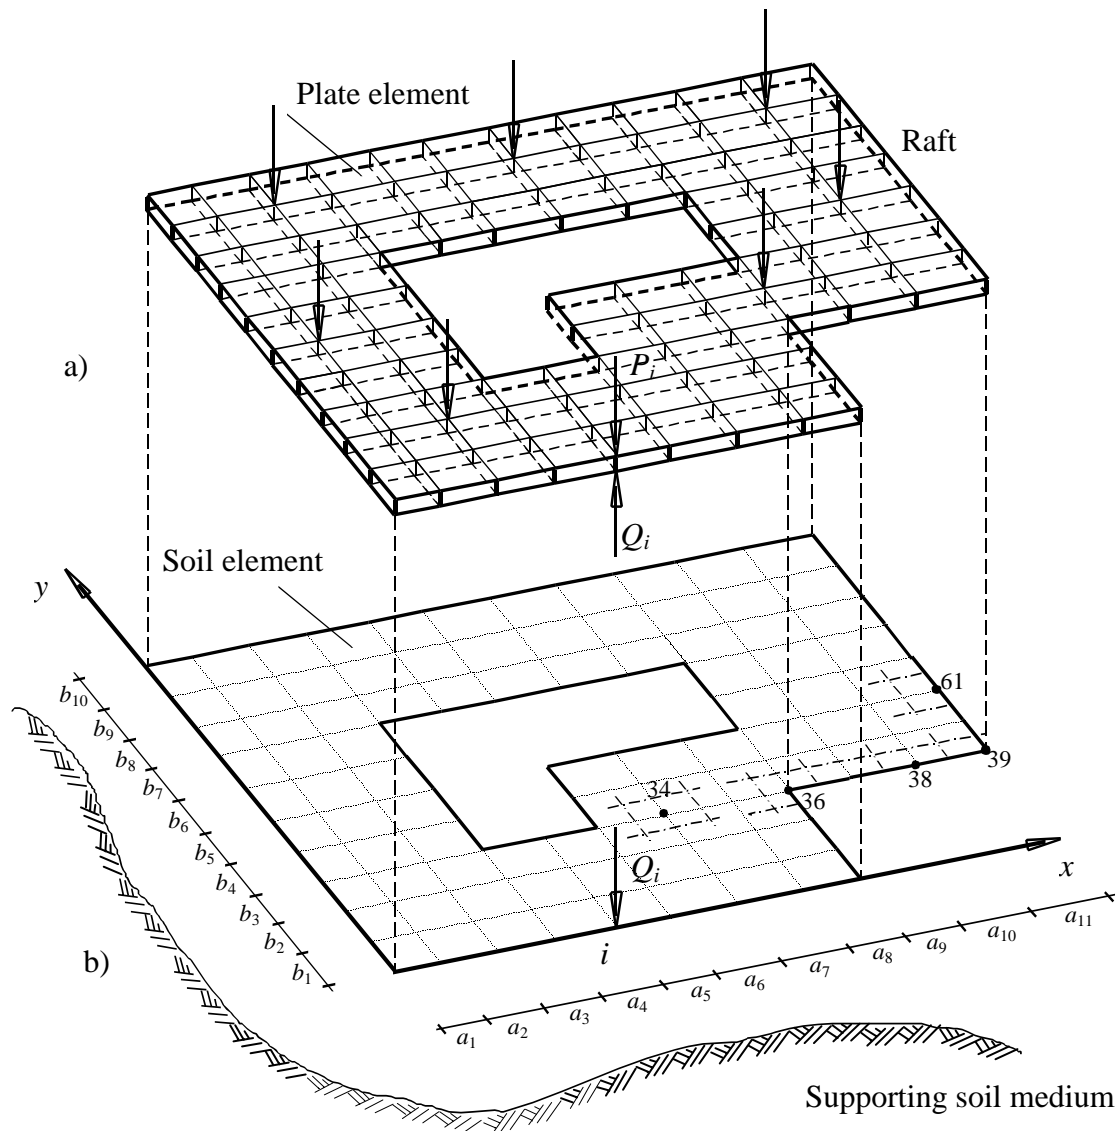 Plate element
Raft
a)
P_i
Q_i
Soil element
y
b_10
b_9
b_8
b_7
b_6
b_5
b_4
b_3
b_2
b_1
61
39
38
36
34
Q_i
i
x
b)
a_1
a_2
a_3
a_4
a_5
a_6
a_7
a_8
a_9
a_10
a_11
Supporting soil medium